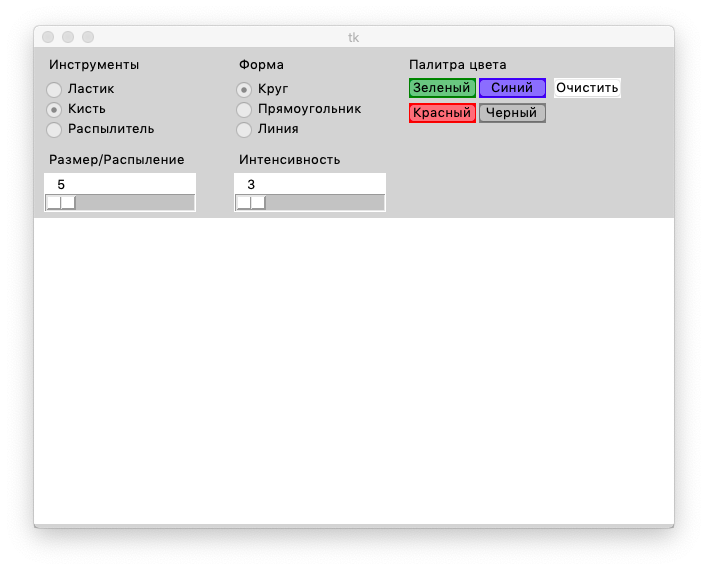 tk
Инструменты Форма Палитра цвета
Ластик Круг Зеленый Синий Очистить
Кисть Прямоугольник Красный Черный
Распылитель Линия
Размер/Распыление Интенсивность
5 3